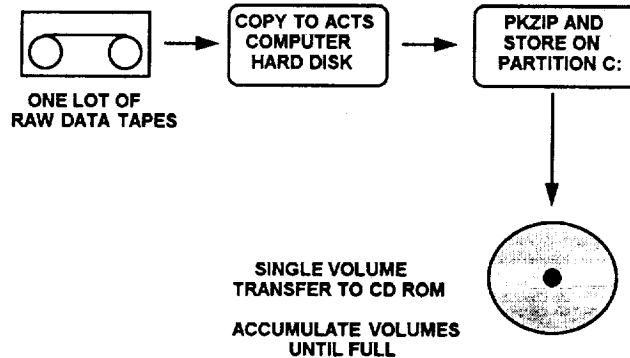 ONE LOT OF
RAW DATA TAPES
COPY TO ACTS
COMPUTER
HARD DISK
PKZIP AND
STORE ON
PARTITION C:
SINGLE VOLUME
TRANSFER TO CD ROM
ACCUMULATE VOLUMES
UNTIL FULL